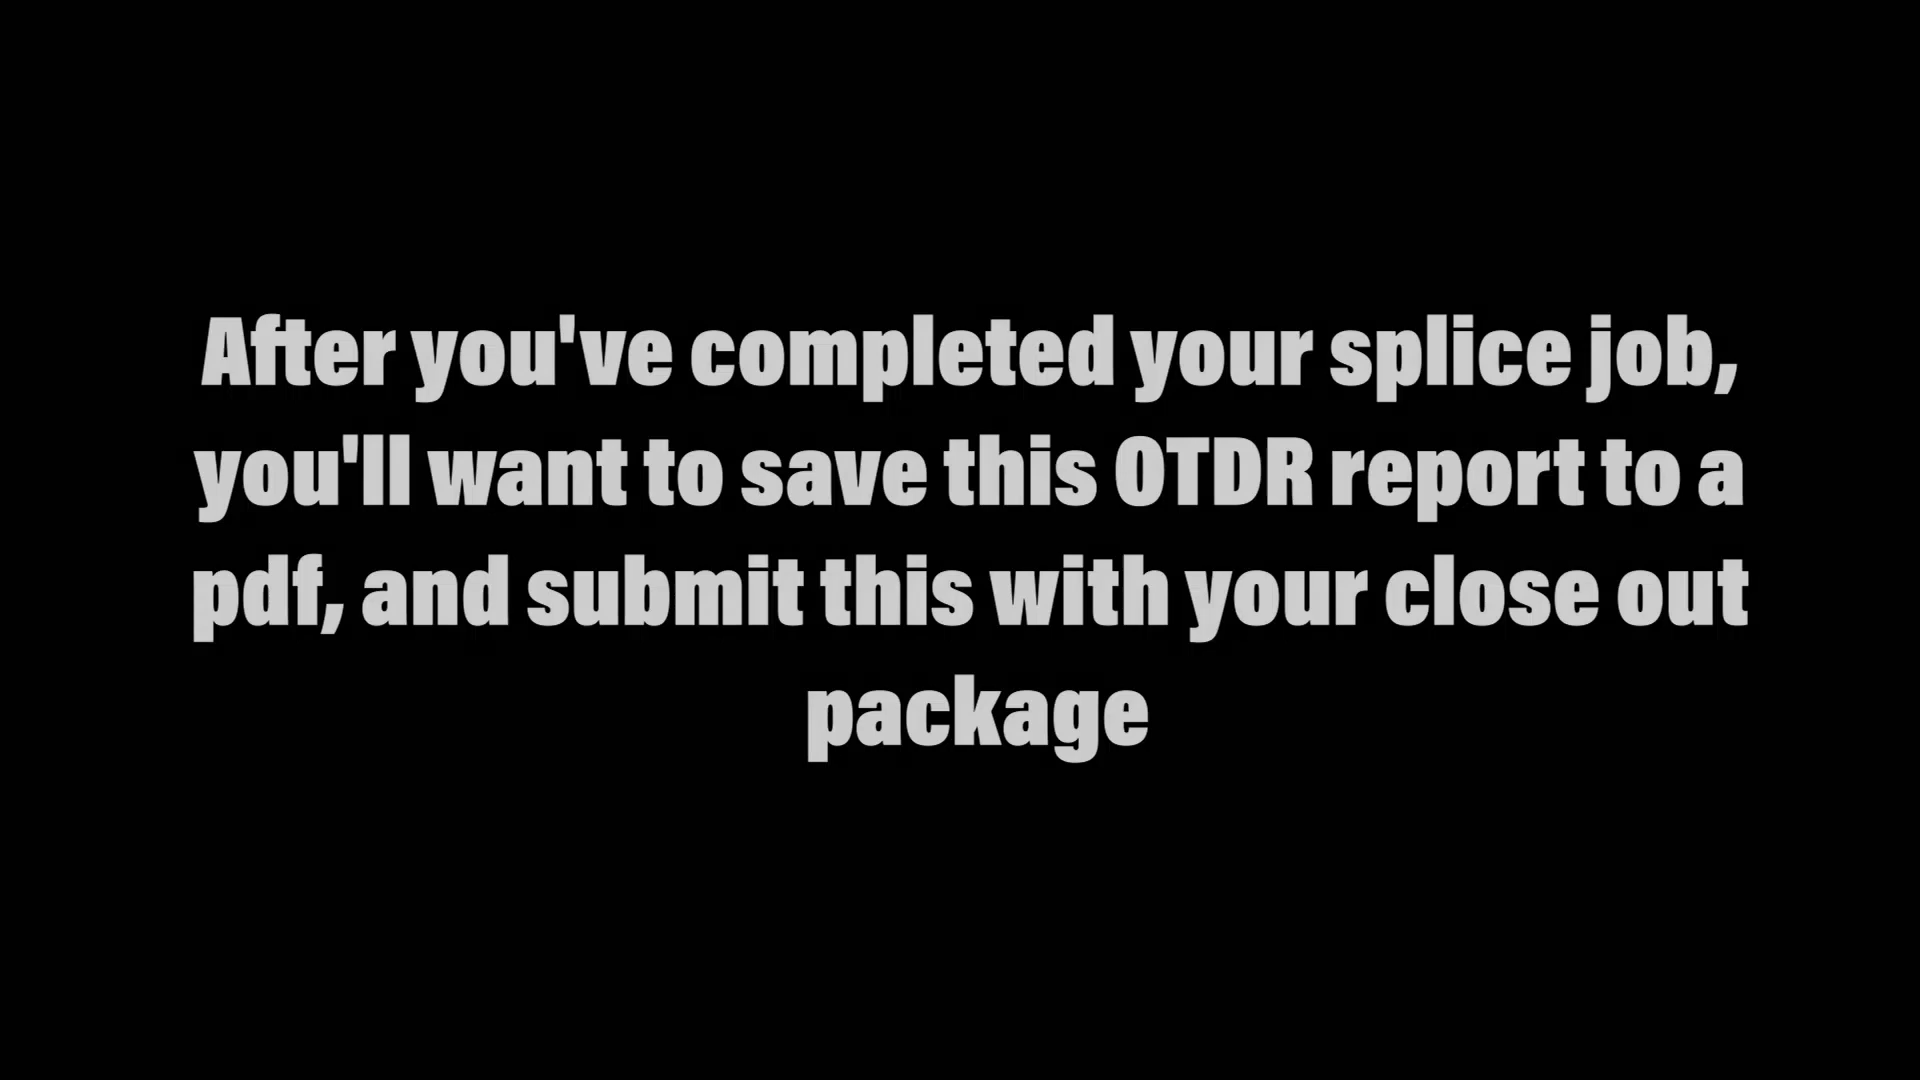 After you've completed your splice job,
you'll want to save this OTDR report to a
pdf, and submit this with your close out
package